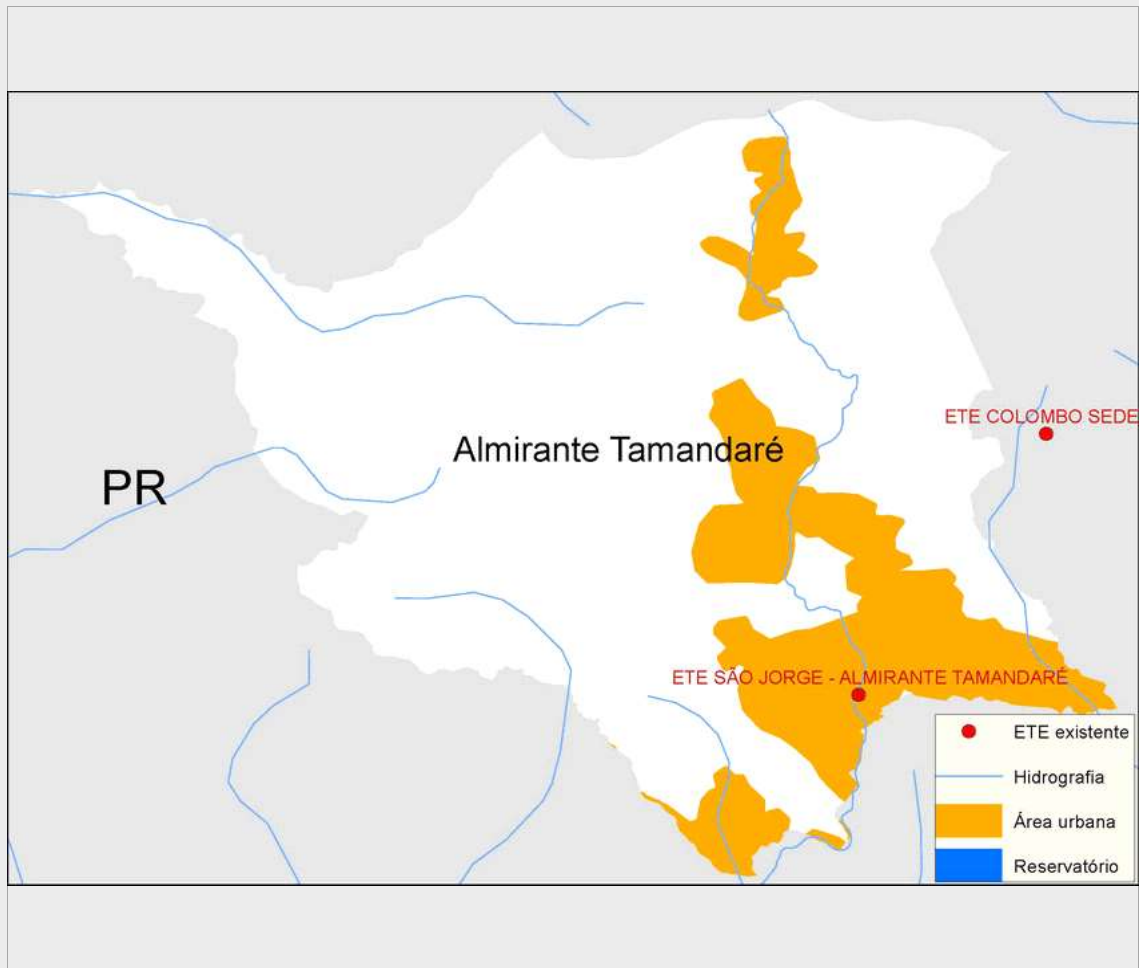 ETE COLOMBO SEDE
Almirante Tamandaré
PR
ETE SÃO JORGE - ALMIRANTE TAMANDARÉ
ETE existente
Hidrografia
Área urbana
Reservatório